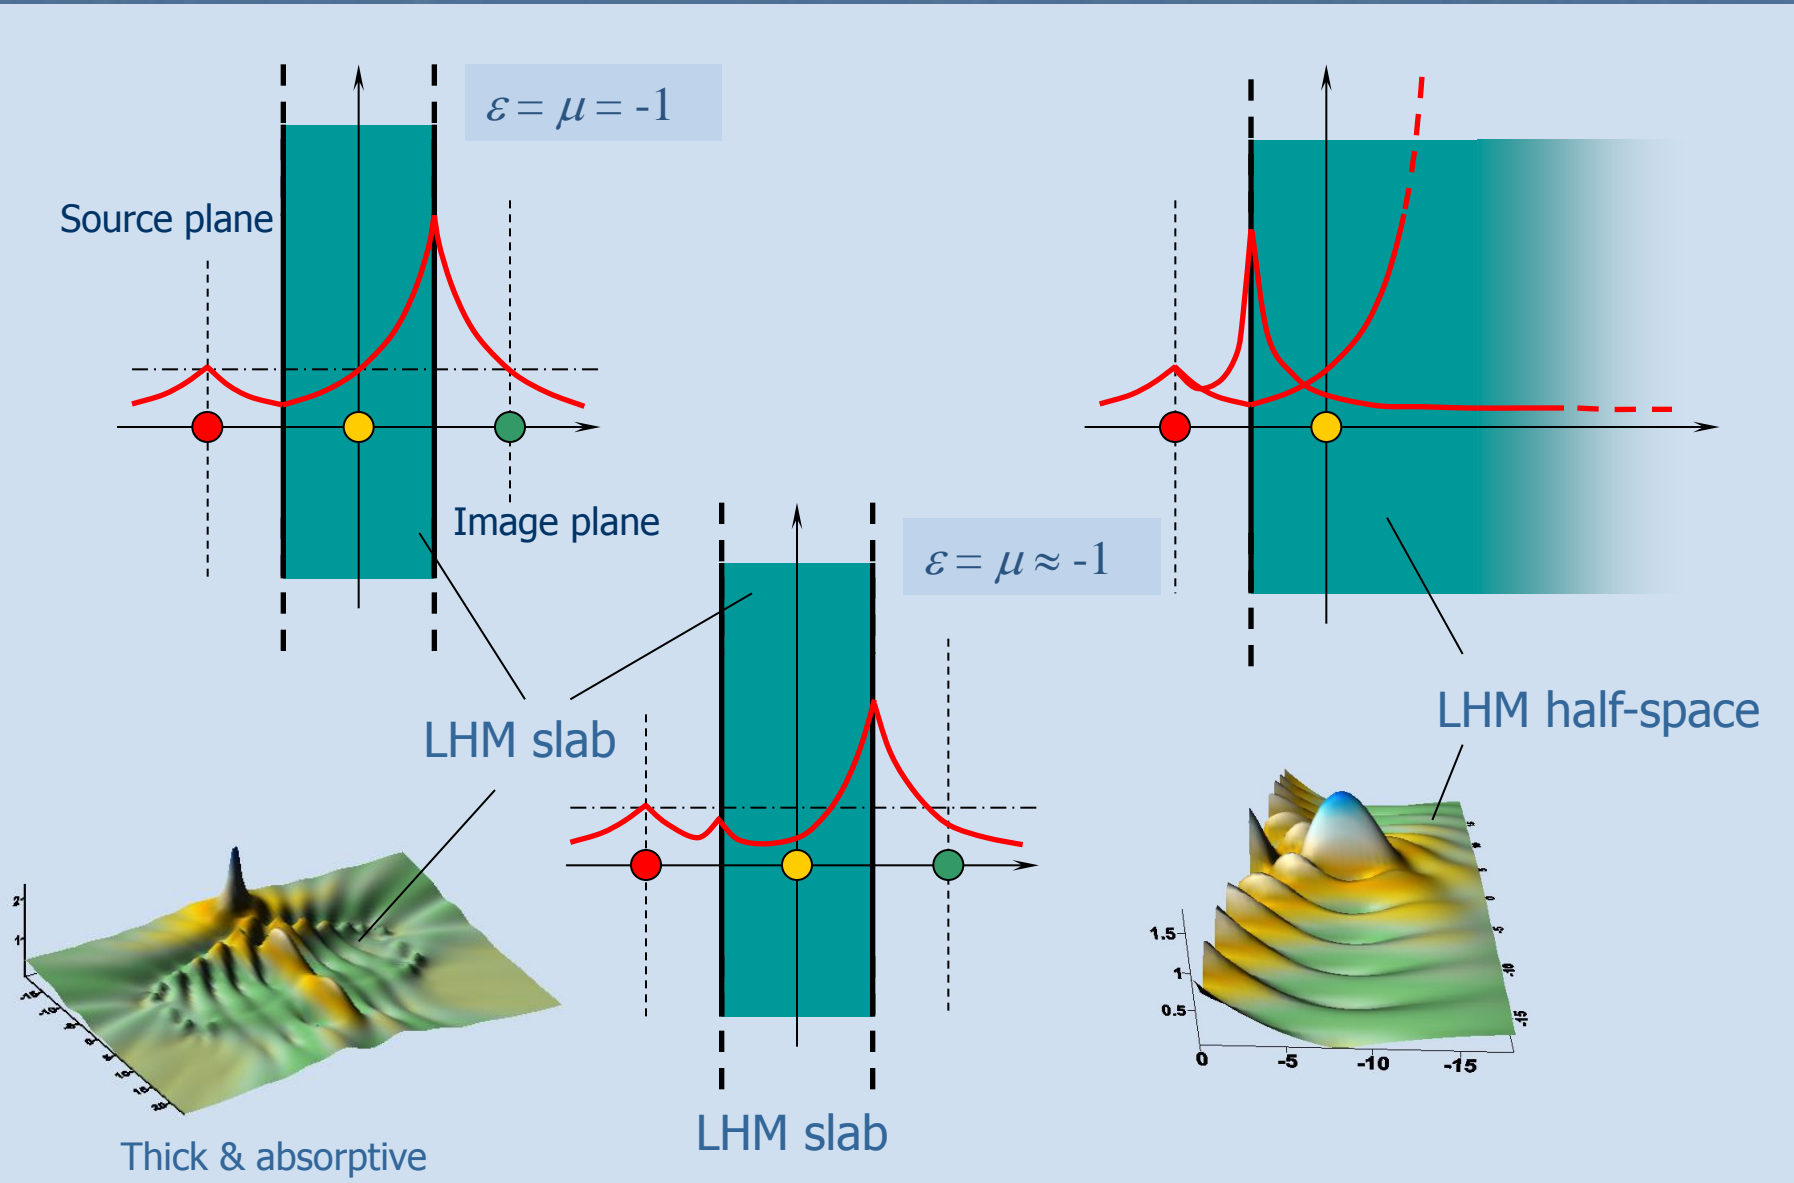 ε = μ = -1
Source plane
Image plane
ε = μ ≈ -1
LHM slab
LHM half-space
2
1
1.5
1
0.5
0
-5
-10
-15
LHM slab
Thick & absorptive